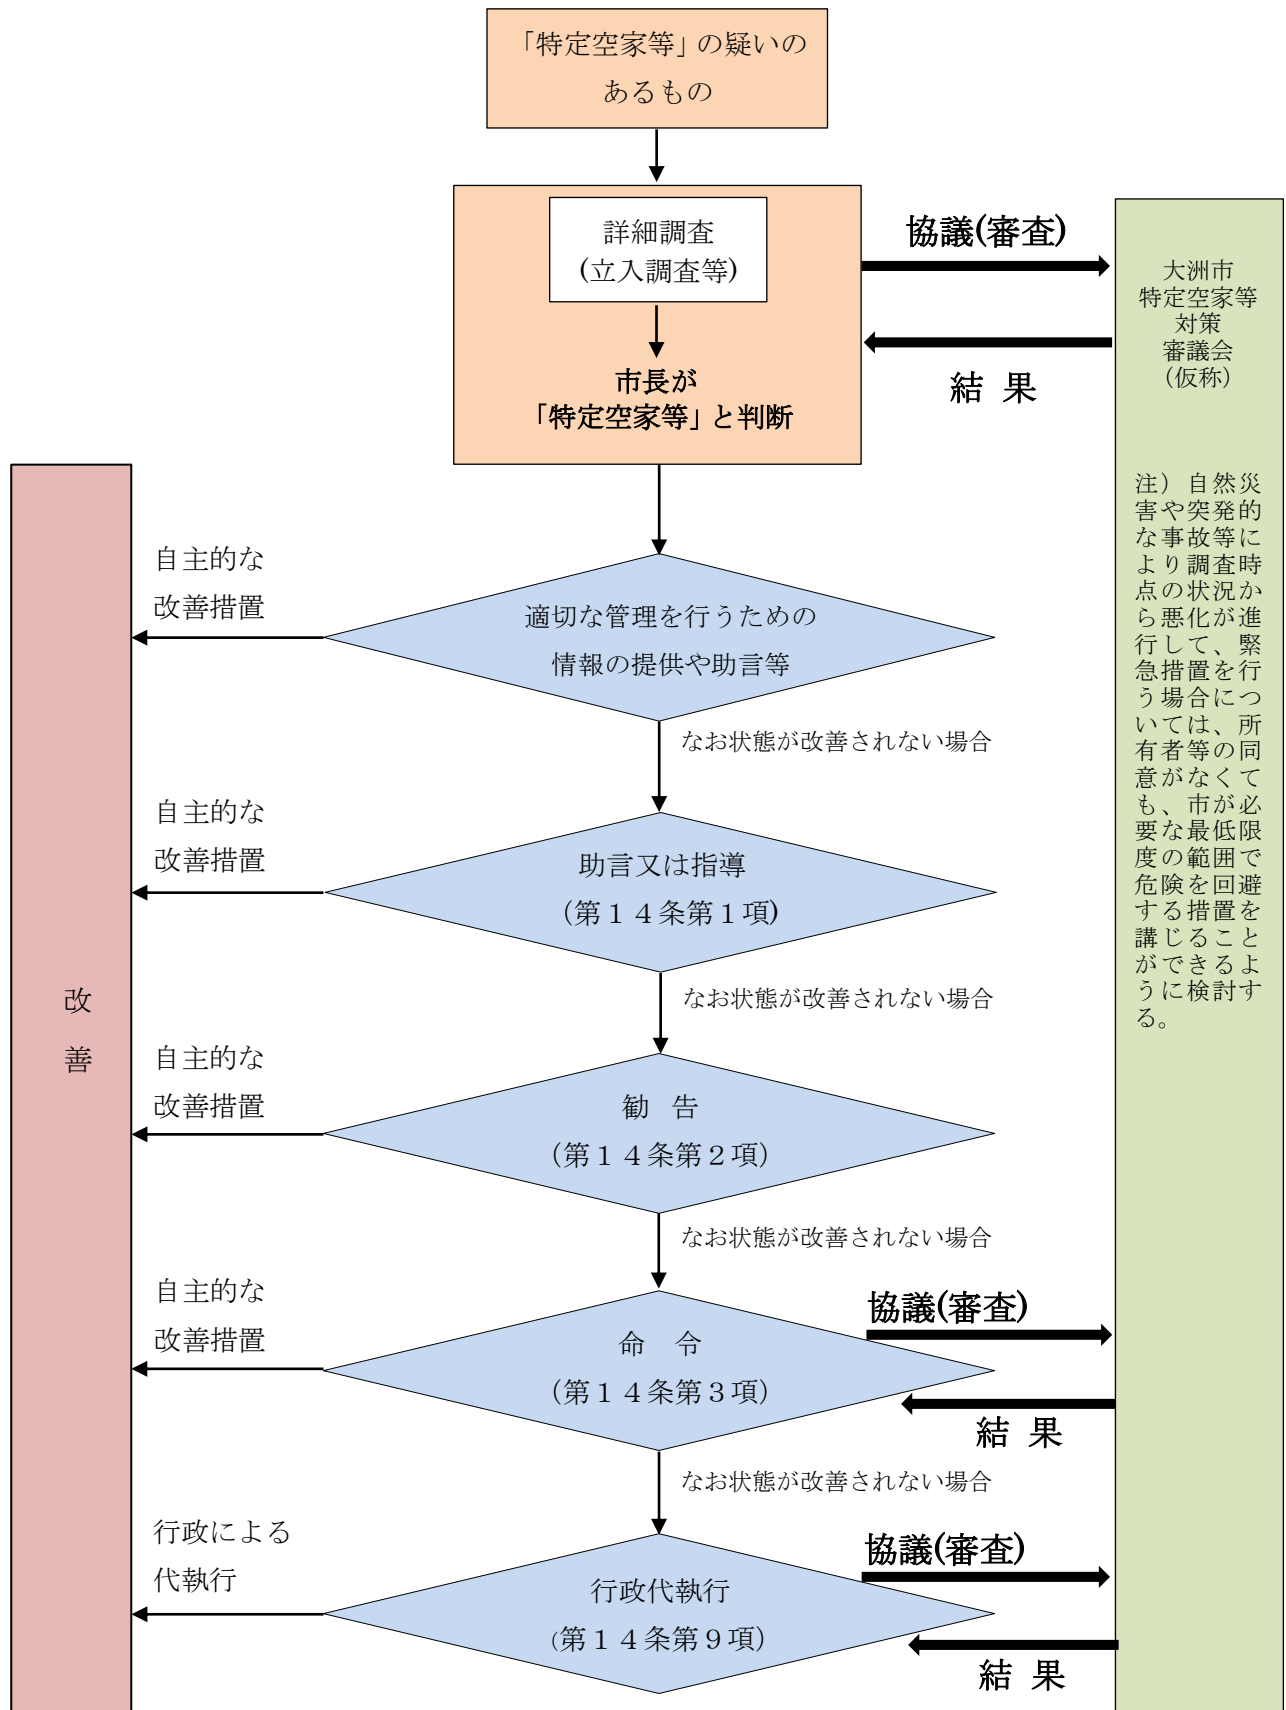 「特定空家等」の疑いの
あるもの
詳細調査
(立入調査等)
市長が
「特定空家等」と判断
協議(審査)
結 果
大洲市
特定空家等
対策
審議会
（仮称）
注）自然災
害や突発的
な事故等に
より調査時
点の状況か
ら悪化が進
行して、緊
急措置を行
う場合につ
いては、所
有者等の同
意がなくて
も、市が必
要な最低限
度の範囲で
危険を回避
する措置を
講じること
ができるよ
うに検討す
る。
改
善
自主的な
改善措置
適切な管理を行うための
情報の提供や助言等
なお状態が改善されない場合
自主的な
改善措置
助言又は指導
（第１４条第１項)
なお状態が改善されない場合
自主的な
改善措置
勧 告
（第１４条第２項）
なお状態が改善されない場合
自主的な
改善措置
命 令
（第１４条第３項）
協議(審査)
結 果
なお状態が改善されない場合
行政による
代執行
行政代執行
（第１４条第９項）
協議(審査)
結 果